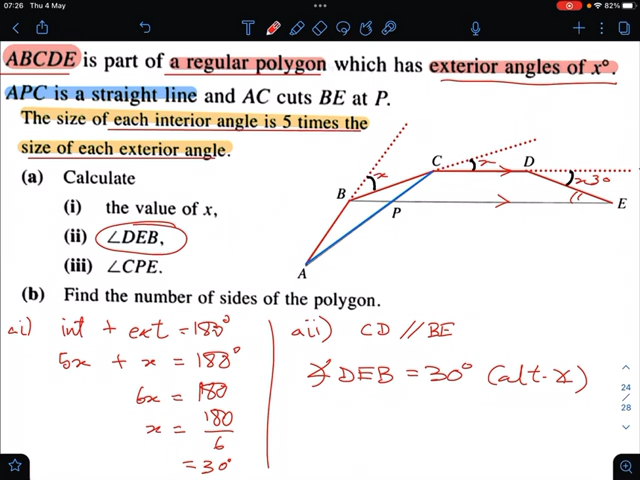 07:26 Thu 4 May
82%
ABCDE is part of a regular polygon which has exterior angles of x°.
APC is a straight line and AC cuts BE at P.
The size of each interior angle is 5 times the
size of each exterior angle.
(a) Calculate
(i) the value of x,
(ii) ∠DEB,
(iii) ∠CPE.
(b) Find the number of sides of the polygon.
C
D
x
x 30
x
B
P
E
A
ai) int + ext = 180°
5x + x = 180°
6x = 180
x = 180
6
= 30°
aii) CD // BE
∠DEB = 30° (alt. ∠)
24
/
28